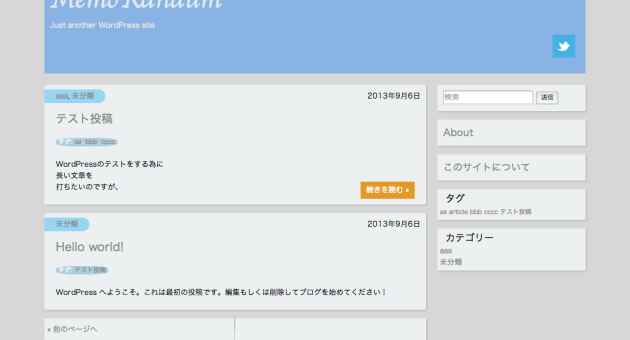 Memo Randum
Just another WordPress site
aaa, 未分類
2013年9月6日
テスト投稿
タグ: aa bbb cccc
WordPressのテストをする為に
長い文章を
打ちたいのですが、
続きを読む »
未分類
2013年9月6日
Hello world!
タグ: テスト投稿
WordPress へようこそ。これは最初の投稿です。編集もしくは削除してブログを始めてください！
« 前のページへ
検索
送信
About
このサイトについて
タグ
aa article bbb cccc テスト投稿
カテゴリー
aaa
未分類